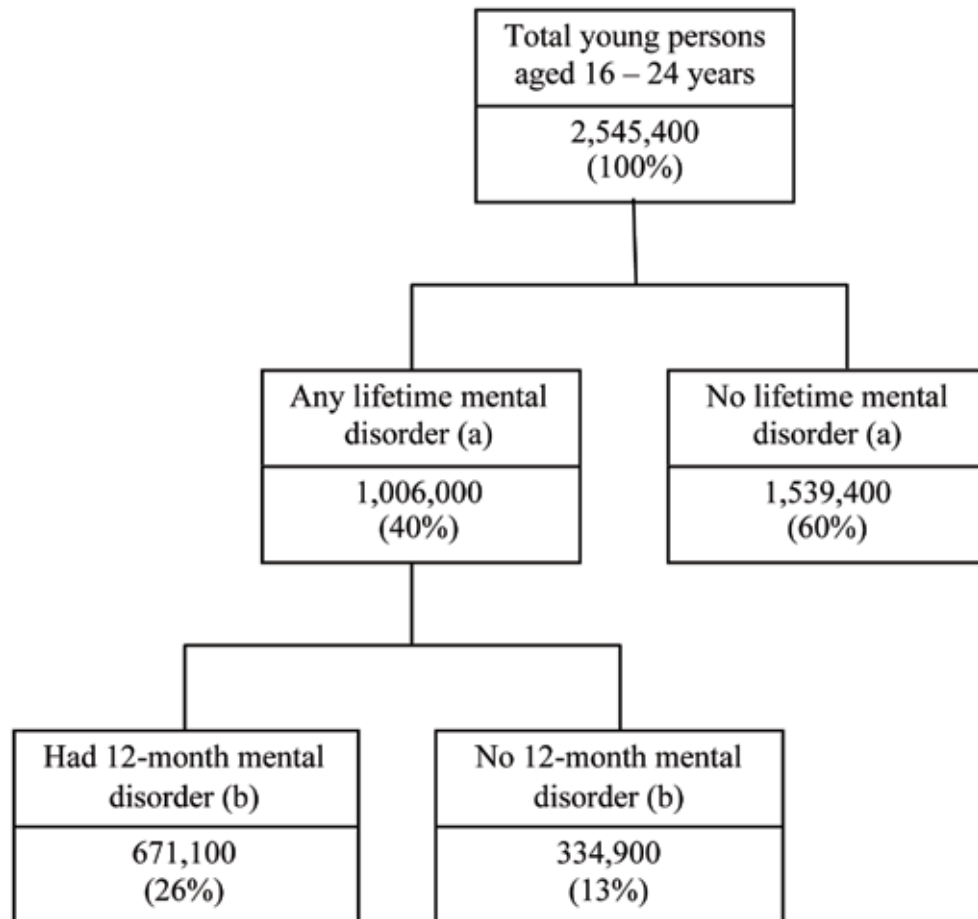 Total young persons
aged 16 – 24 years
2,545,400
(100%)
Any lifetime mental
disorder (a)
1,006,000
(40%)
No lifetime mental
disorder (a)
1,539,400
(60%)
Had 12-month mental
disorder (b)
671,100
(26%)
No 12-month mental
disorder (b)
334,900
(13%)